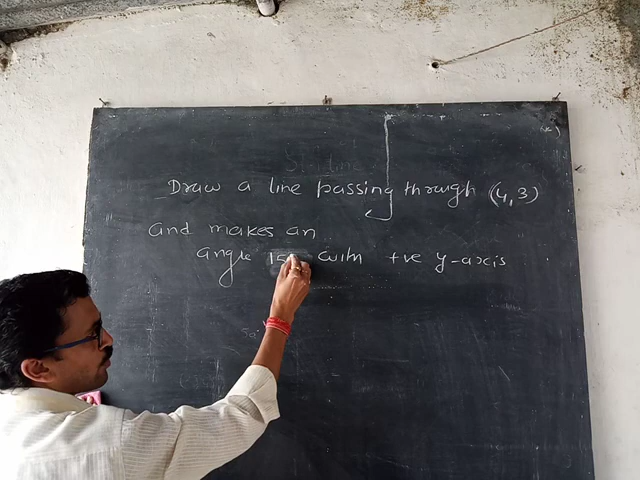 Draw a line passing through (4,3)
and makes an
angle with +ve y-axis